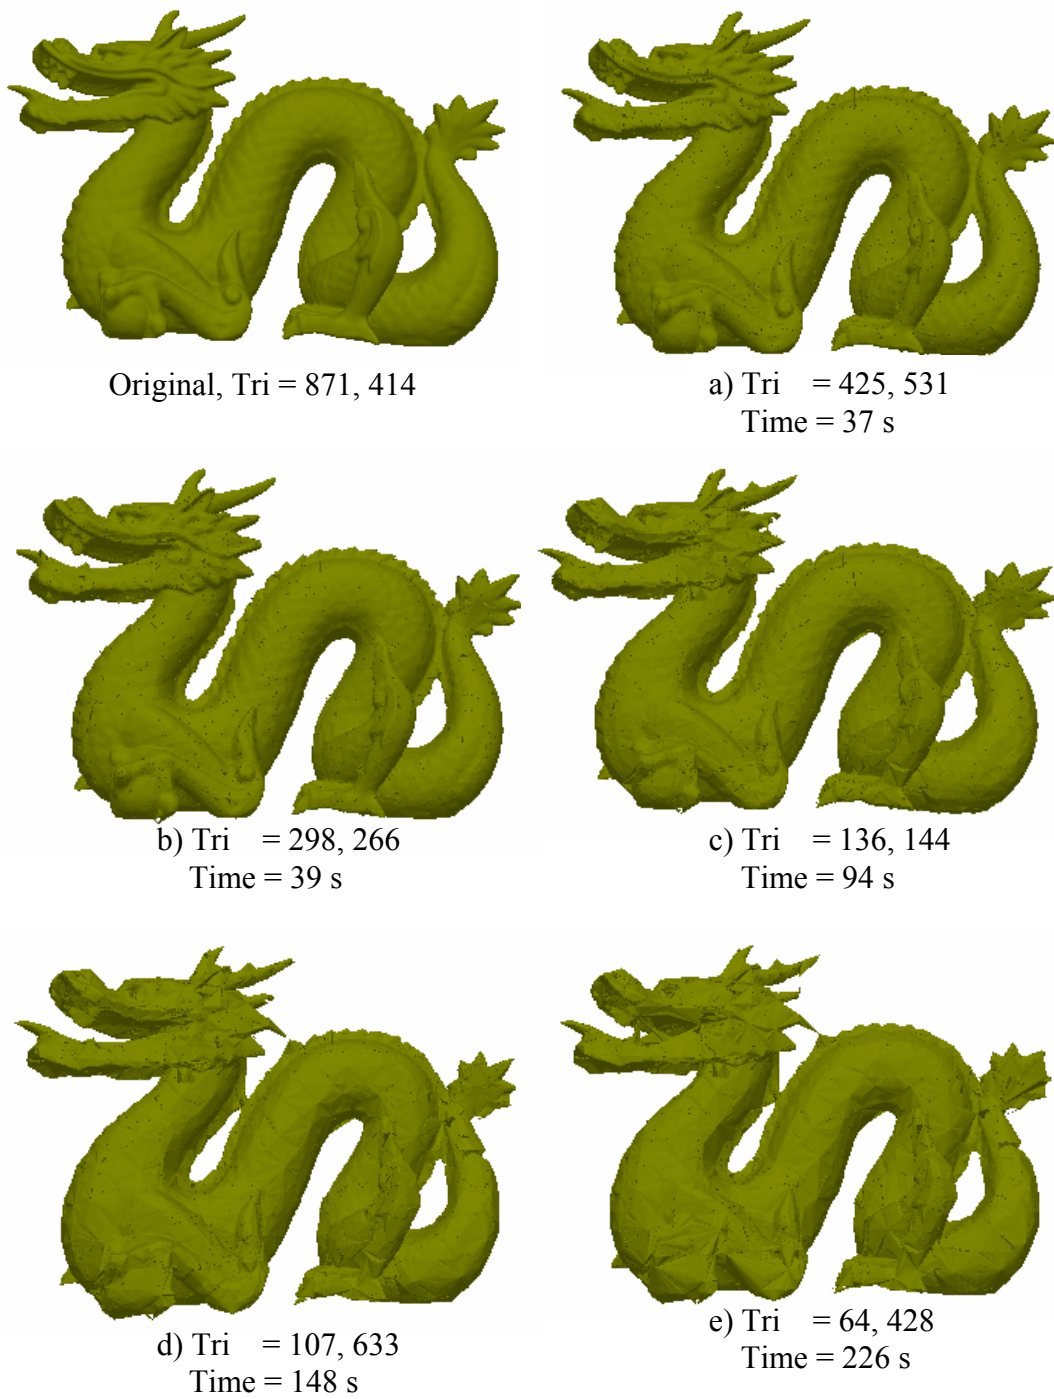 Original, Tri = 871, 414
a) Tri = 425, 531
Time = 37 s
b) Tri = 298, 266
Time = 39 s
c) Tri = 136, 144
Time = 94 s
d) Tri = 107, 633
Time = 148 s
e) Tri = 64, 428
Time = 226 s